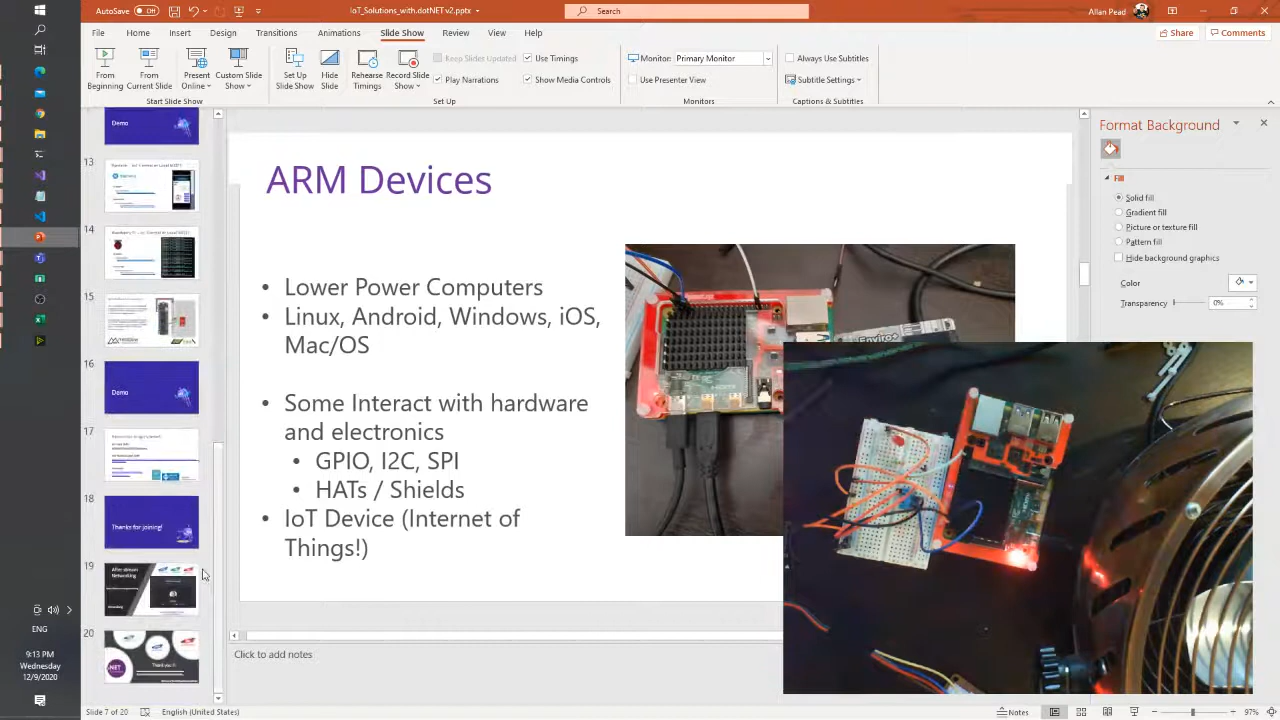 AutoSave Off
IoT_Solutions_with.dotNET v2.pptx
Search
Allan Pead
File Home Insert Design Transitions Animations Slide Show Review View Help
Share Comments
From Beginning
From Current Slide
Present Online
Custom Slide Show
Start Slide Show
Set Up Slide Show
Hide Slide
Rehearse Timings
Record Slide Show
Keep Slides Updated
Play Narrations
Use Timings
Show Media Controls
Set Up
Monitor: Primary Monitor
Use Presenter View
Monitors
Always Use Subtitles
Subtitle Settings
Captions & Subtitles
Demo
13
14
15
16
Demo
17
18
Thanks for joining!
19
Networking
20
Thank you !!!
.NET
ARM Devices
• Lower Power Computers
• Linux, Android, Windows, iOS,
Mac/OS
• Some Interact with hardware
and electronics
• GPIO, I2C, SPI
• HATs / Shields
• IoT Device (Internet of
Things!)
Enviro+
Click to add notes
Format Background
Fill
Solid fill
Gradient fill
Picture or texture fill
Pattern fill
Hide background graphics
Color
Transparency 0%
ENG
9:13 PM
Wednesday
12/9/2020
Slide 7 of 20
English (United States)
Notes
97%